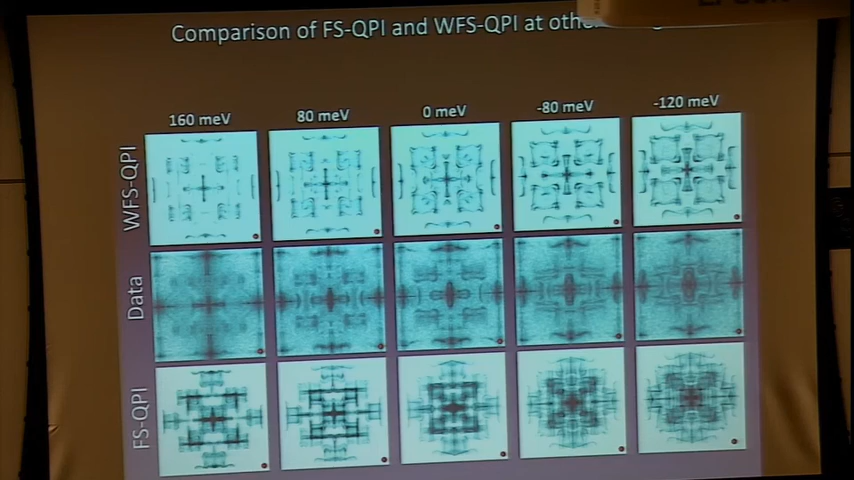 Comparison of FS-QPI and WFS-QPI at
160 meV 80 meV 0 meV -80 meV -120 meV
WFS-QPI
Data
FS-QPI